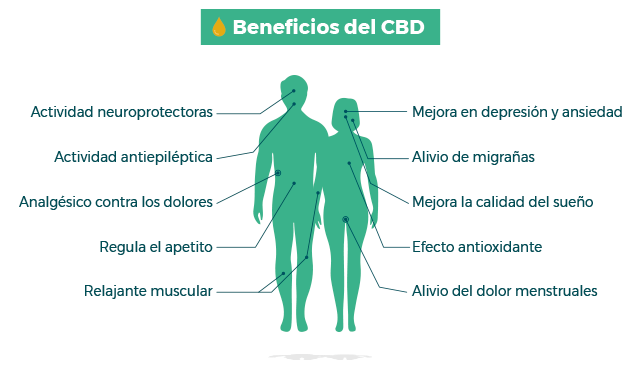 Beneficios del CBD
Actividad neuroprotectoras
Actividad antiepiléptica
Analgésico contra los dolores
Regula el apetito
Relajante muscular
Mejora en depresión y ansiedad
Alivio de migrañas
Mejora la calidad del sueño
Efecto antioxidante
Alivio del dolor menstruales